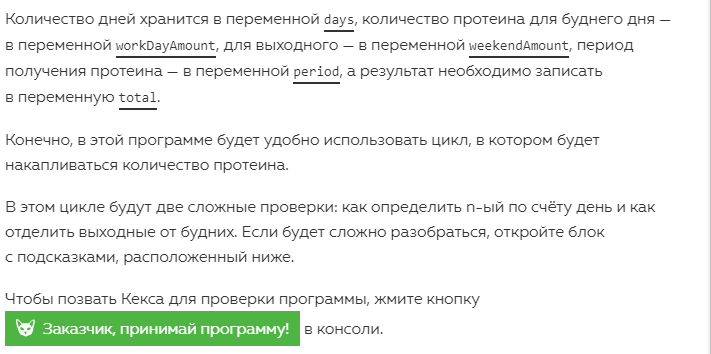 Количество дней хранится в переменной days, количество протеина для буднего дня —
в переменной workDayAmount, для выходного — в переменной weekendAmount, период
получения протеина — в переменной period, а результат необходимо записать
в переменную total.
Конечно, в этой программе будет удобно использовать цикл, в котором будет
накапливаться количество протеина.
В этом цикле будут две сложные проверки: как определить n-ый по счёту день и как
отделить выходные от будних. Если будет сложно разобраться, откройте блок
с подсказками, расположенный ниже.
Чтобы позвать Кекса для проверки программы, жмите кнопку
Заказчик, принимай программу! в консоли.